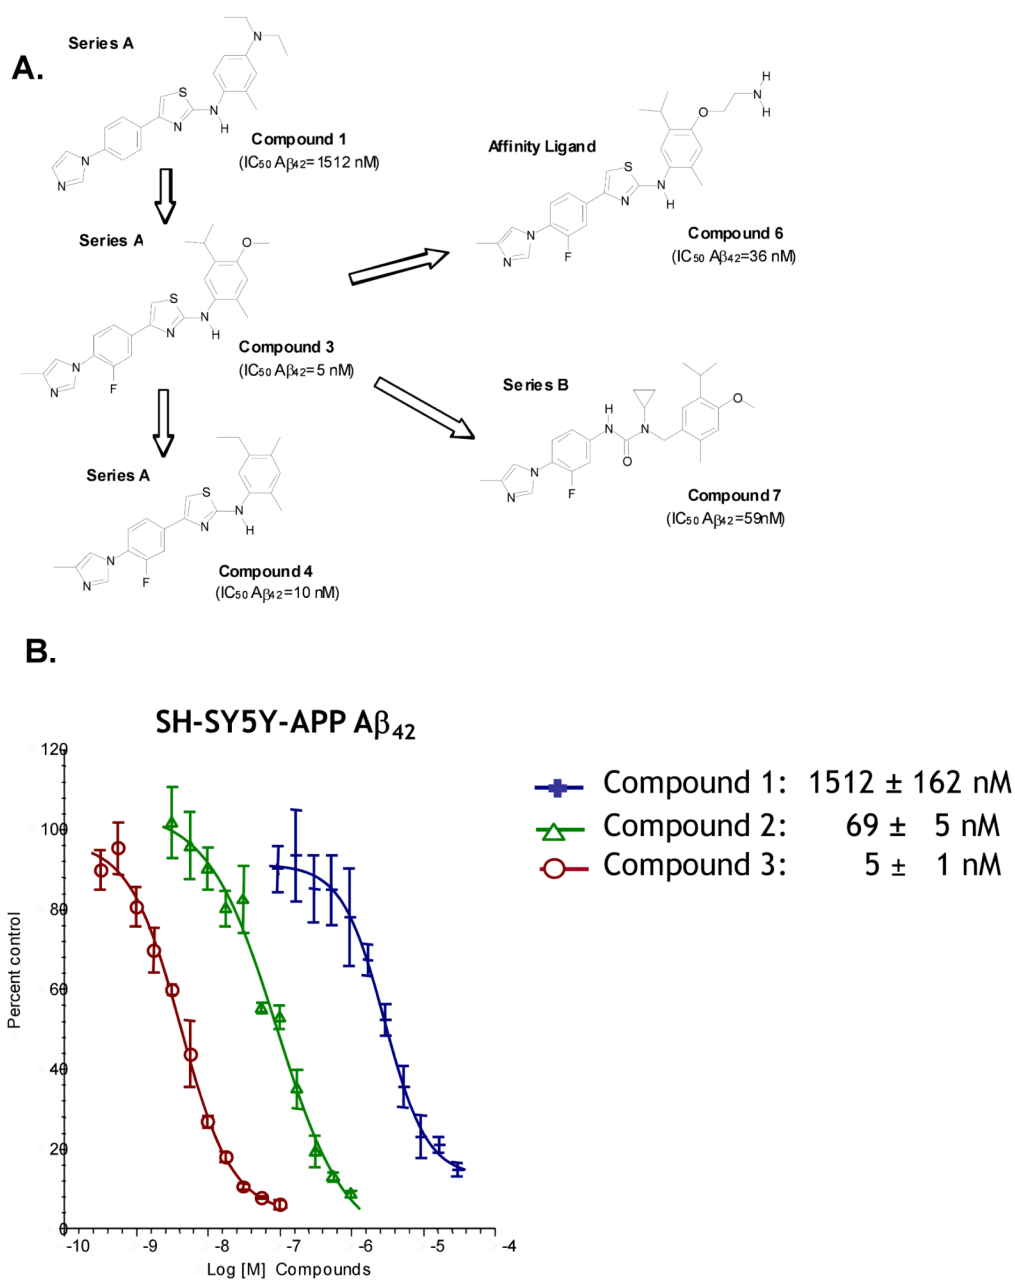 A.
Series A
N
S
N
N
H
N
N
Compound 1
(IC50 Aβ42=1512 nM)
Series A
O
S
N
N
H
N
N
F
Compound 3
(IC50 Aβ42=5 nM)
Series A
S
N
N
H
N
N
F
Compound 4
(IC50 Aβ42=10 nM)
Affinity Ligand
H
N
H
O
S
N
N
H
N
N
F
Compound 6
(IC50 Aβ42=36 nM)
Series B
H
N
N
O
O
N
N
F
Compound 7
(IC50 Aβ42=59nM)
B.
SH-SY5Y-APP Aβ42
120
100
80
60
40
20
0
Percent control
-10 -9 -8 -7 -6 -5 -4
Log [M] Compounds
Compound 1: 1512 ± 162 nM
Compound 2: 69 ± 5 nM
Compound 3: 5 ± 1 nM